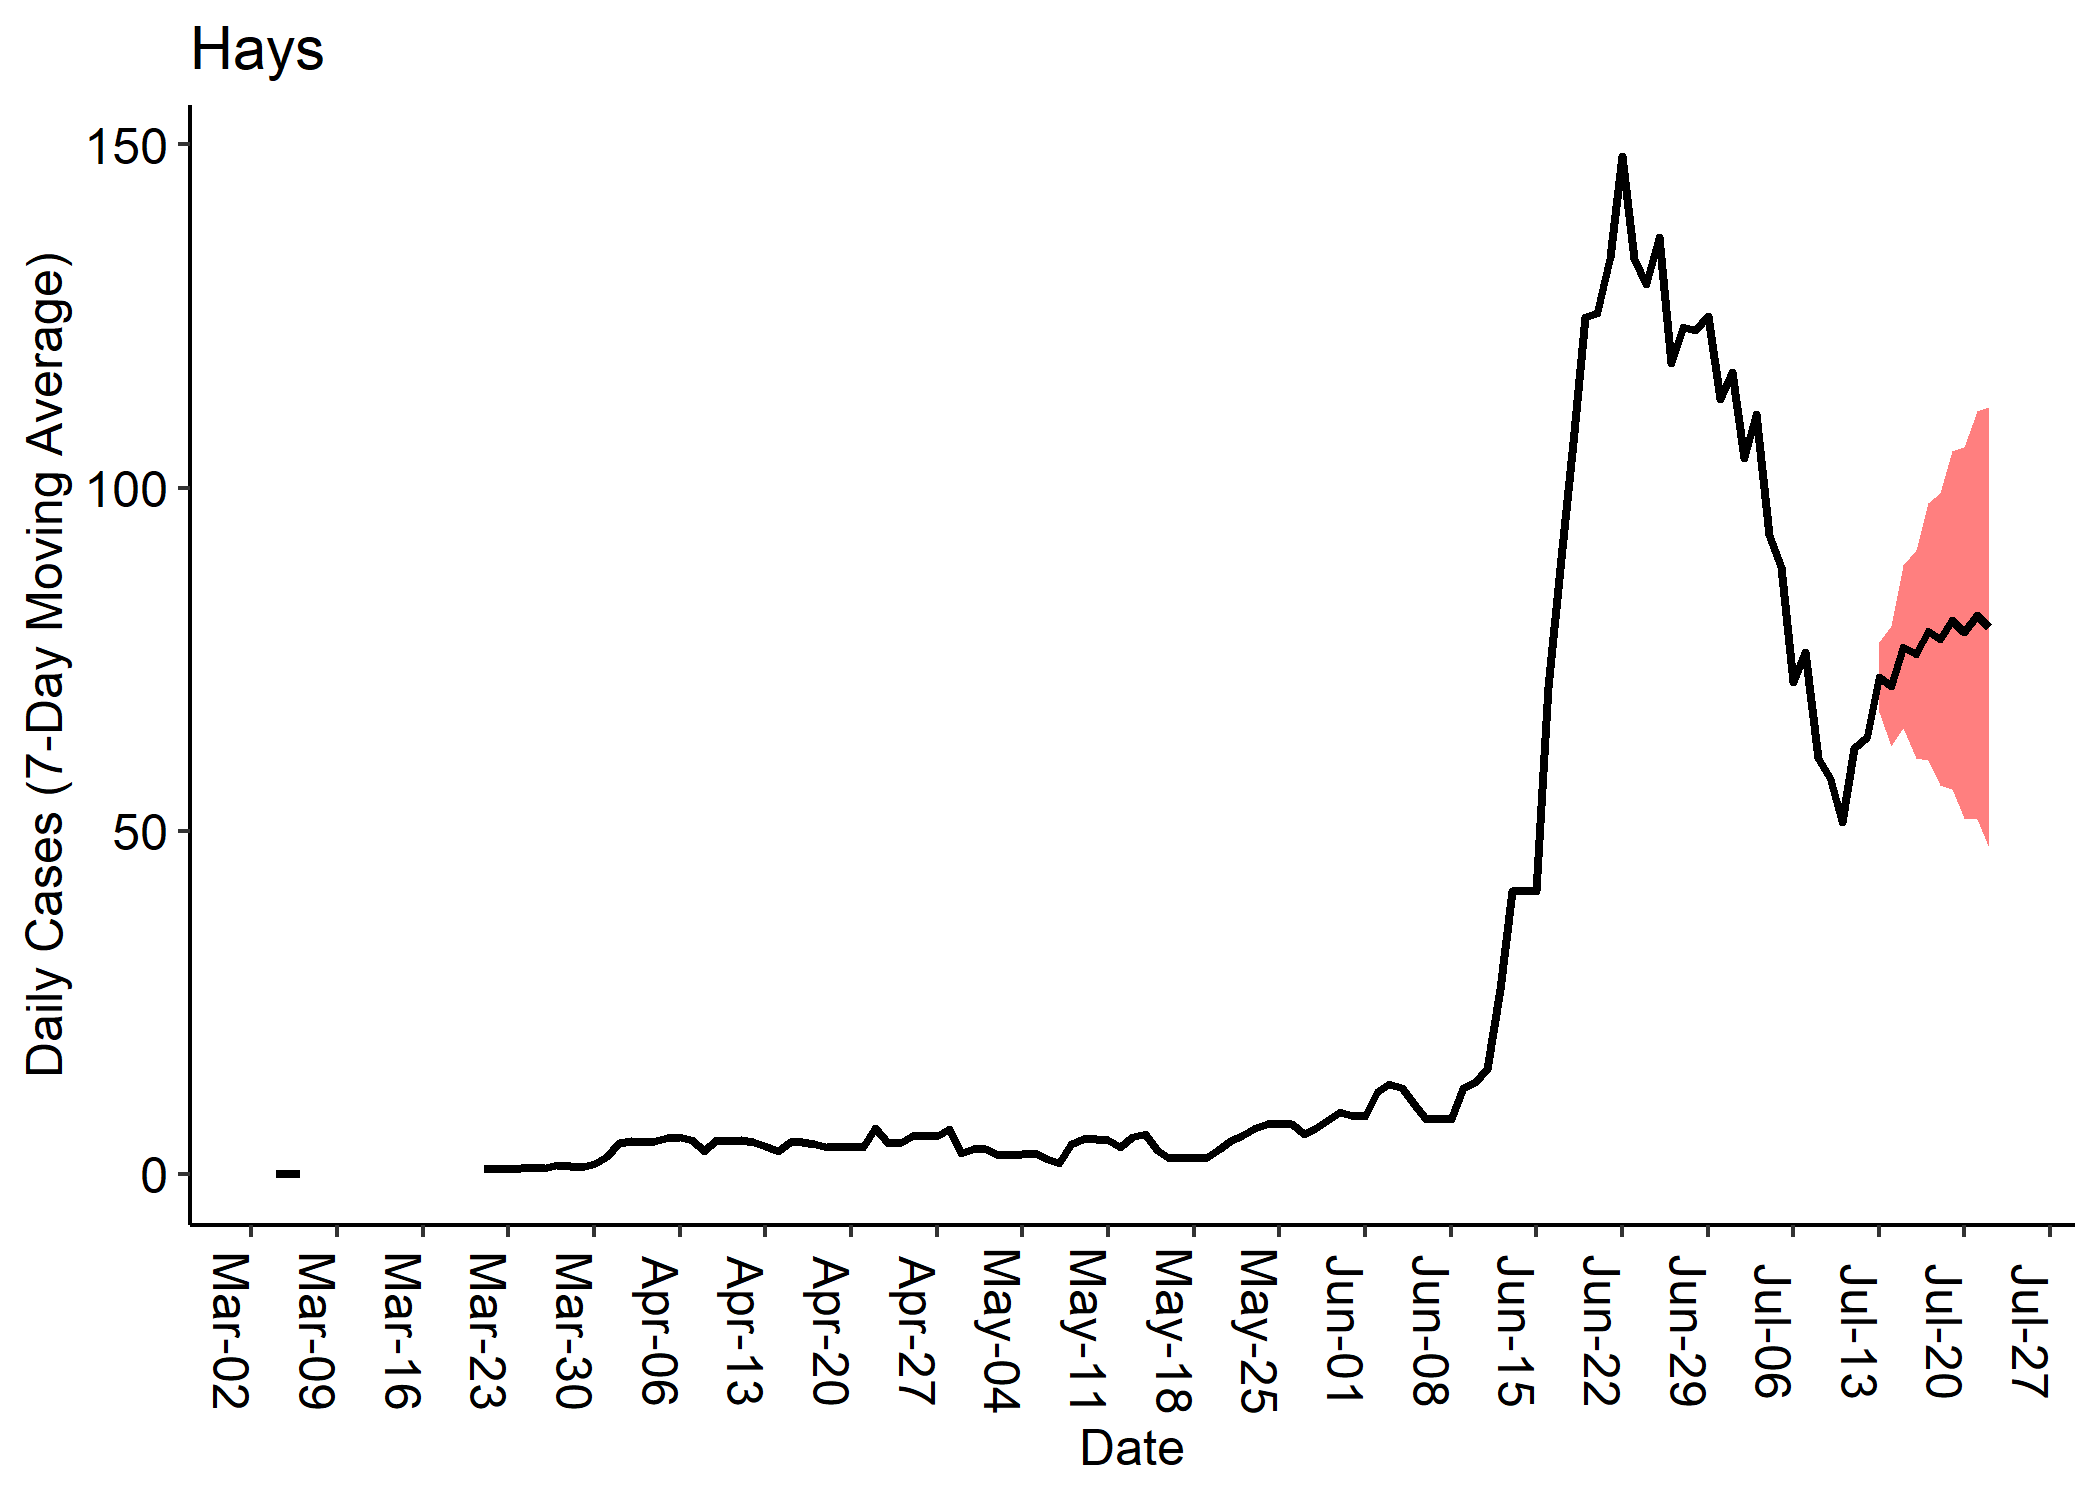 Hays
Daily Cases (7-Day Moving Average)
150
100
50
0
Mar-02
Mar-09
Mar-16
Mar-23
Mar-30
Apr-06
Apr-13
Apr-20
Apr-27
May-04
May-11
May-18
May-25
Jun-01
Jun-08
Jun-15
Jun-22
Jun-29
Jul-06
Jul-13
Jul-20
Jul-27
Date